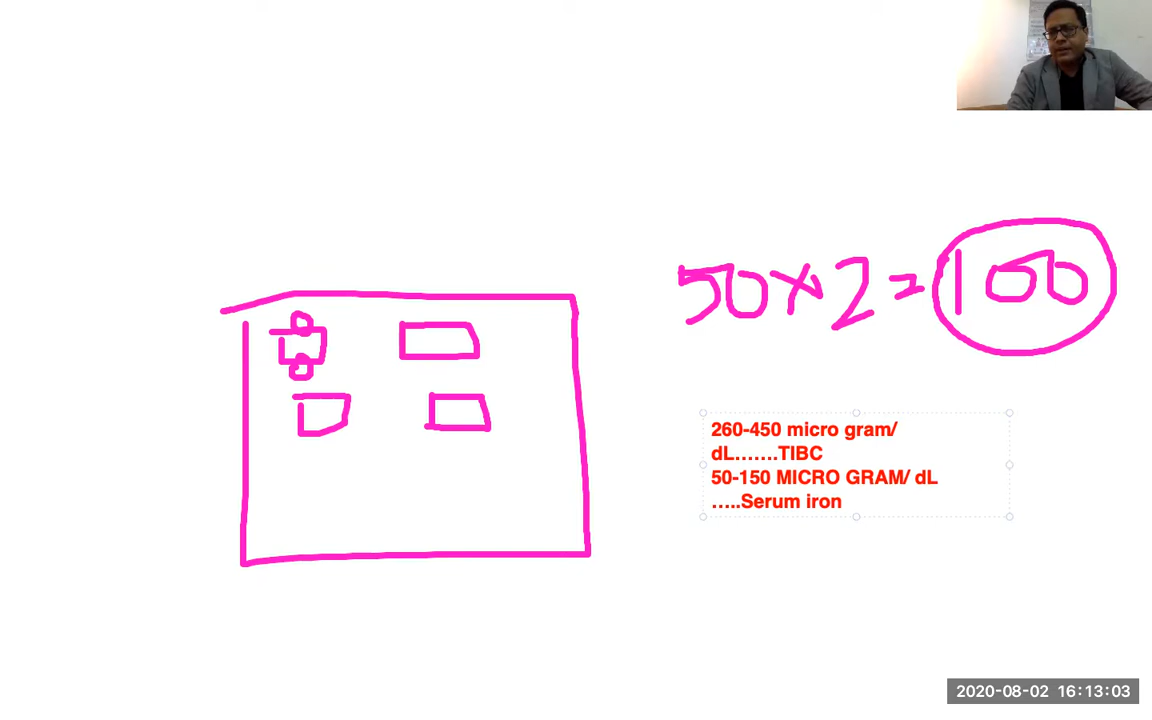 50×2=100
260-450 micro gram/
dL.......TIBC
50-150 MICRO GRAM/ dL
.....Serum iron
2020-08-02 16:13:03